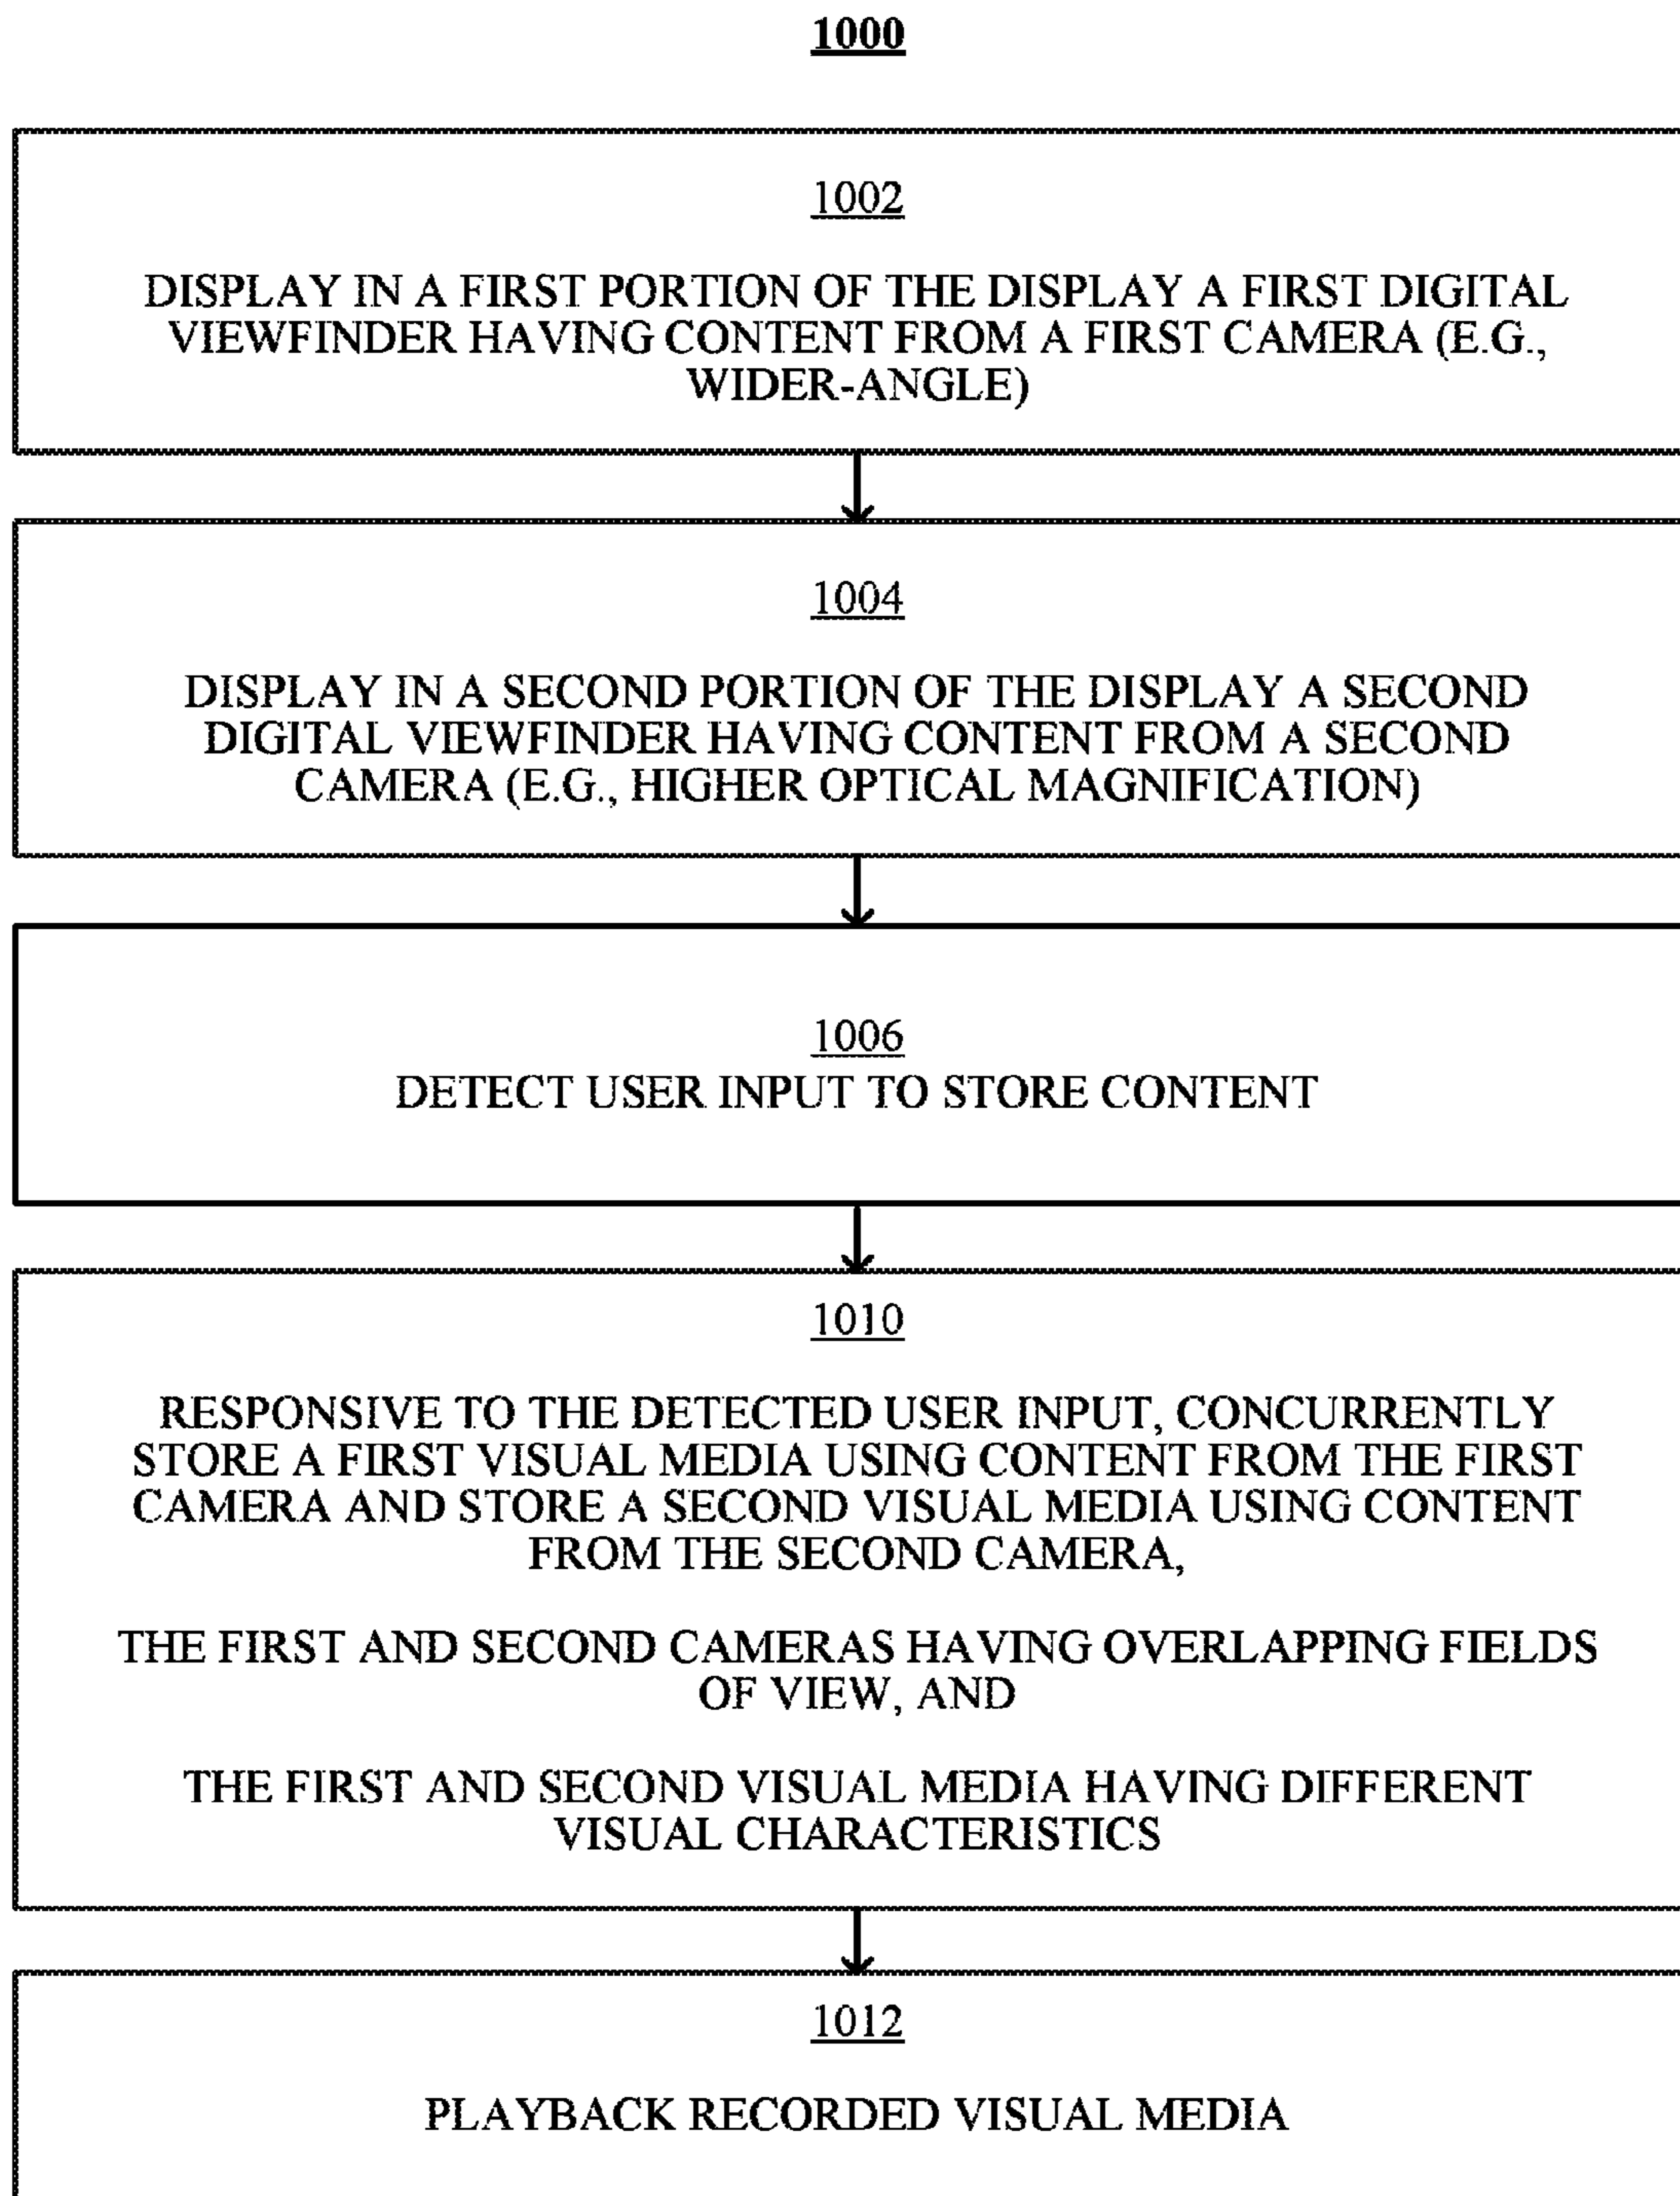 1000
1002
DISPLAY IN A FIRST PORTION OF THE DISPLAY A FIRST DIGITAL
VIEWFINDER HAVING CONTENT FROM A FIRST CAMERA (E.G.,
WIDER-ANGLE)
1004
DISPLAY IN A SECOND PORTION OF THE DISPLAY A SECOND
DIGITAL VIEWFINDER HAVING CONTENT FROM A SECOND
CAMERA (E.G., HIGHER OPTICAL MAGNIFICATION)
1006
DETECT USER INPUT TO STORE CONTENT
1010
RESPONSIVE TO THE DETECTED USER INPUT, CONCURRENTLY
STORE A FIRST VISUAL MEDIA USING CONTENT FROM THE FIRST
CAMERA AND STORE A SECOND VISUAL MEDIA USING CONTENT
FROM THE SECOND CAMERA,
THE FIRST AND SECOND CAMERAS HAVING OVERLAPPING FIELDS
OF VIEW, AND
THE FIRST AND SECOND VISUAL MEDIA HAVING DIFFERENT
VISUAL CHARACTERISTICS
1012
PLAYBACK RECORDED VISUAL MEDIA